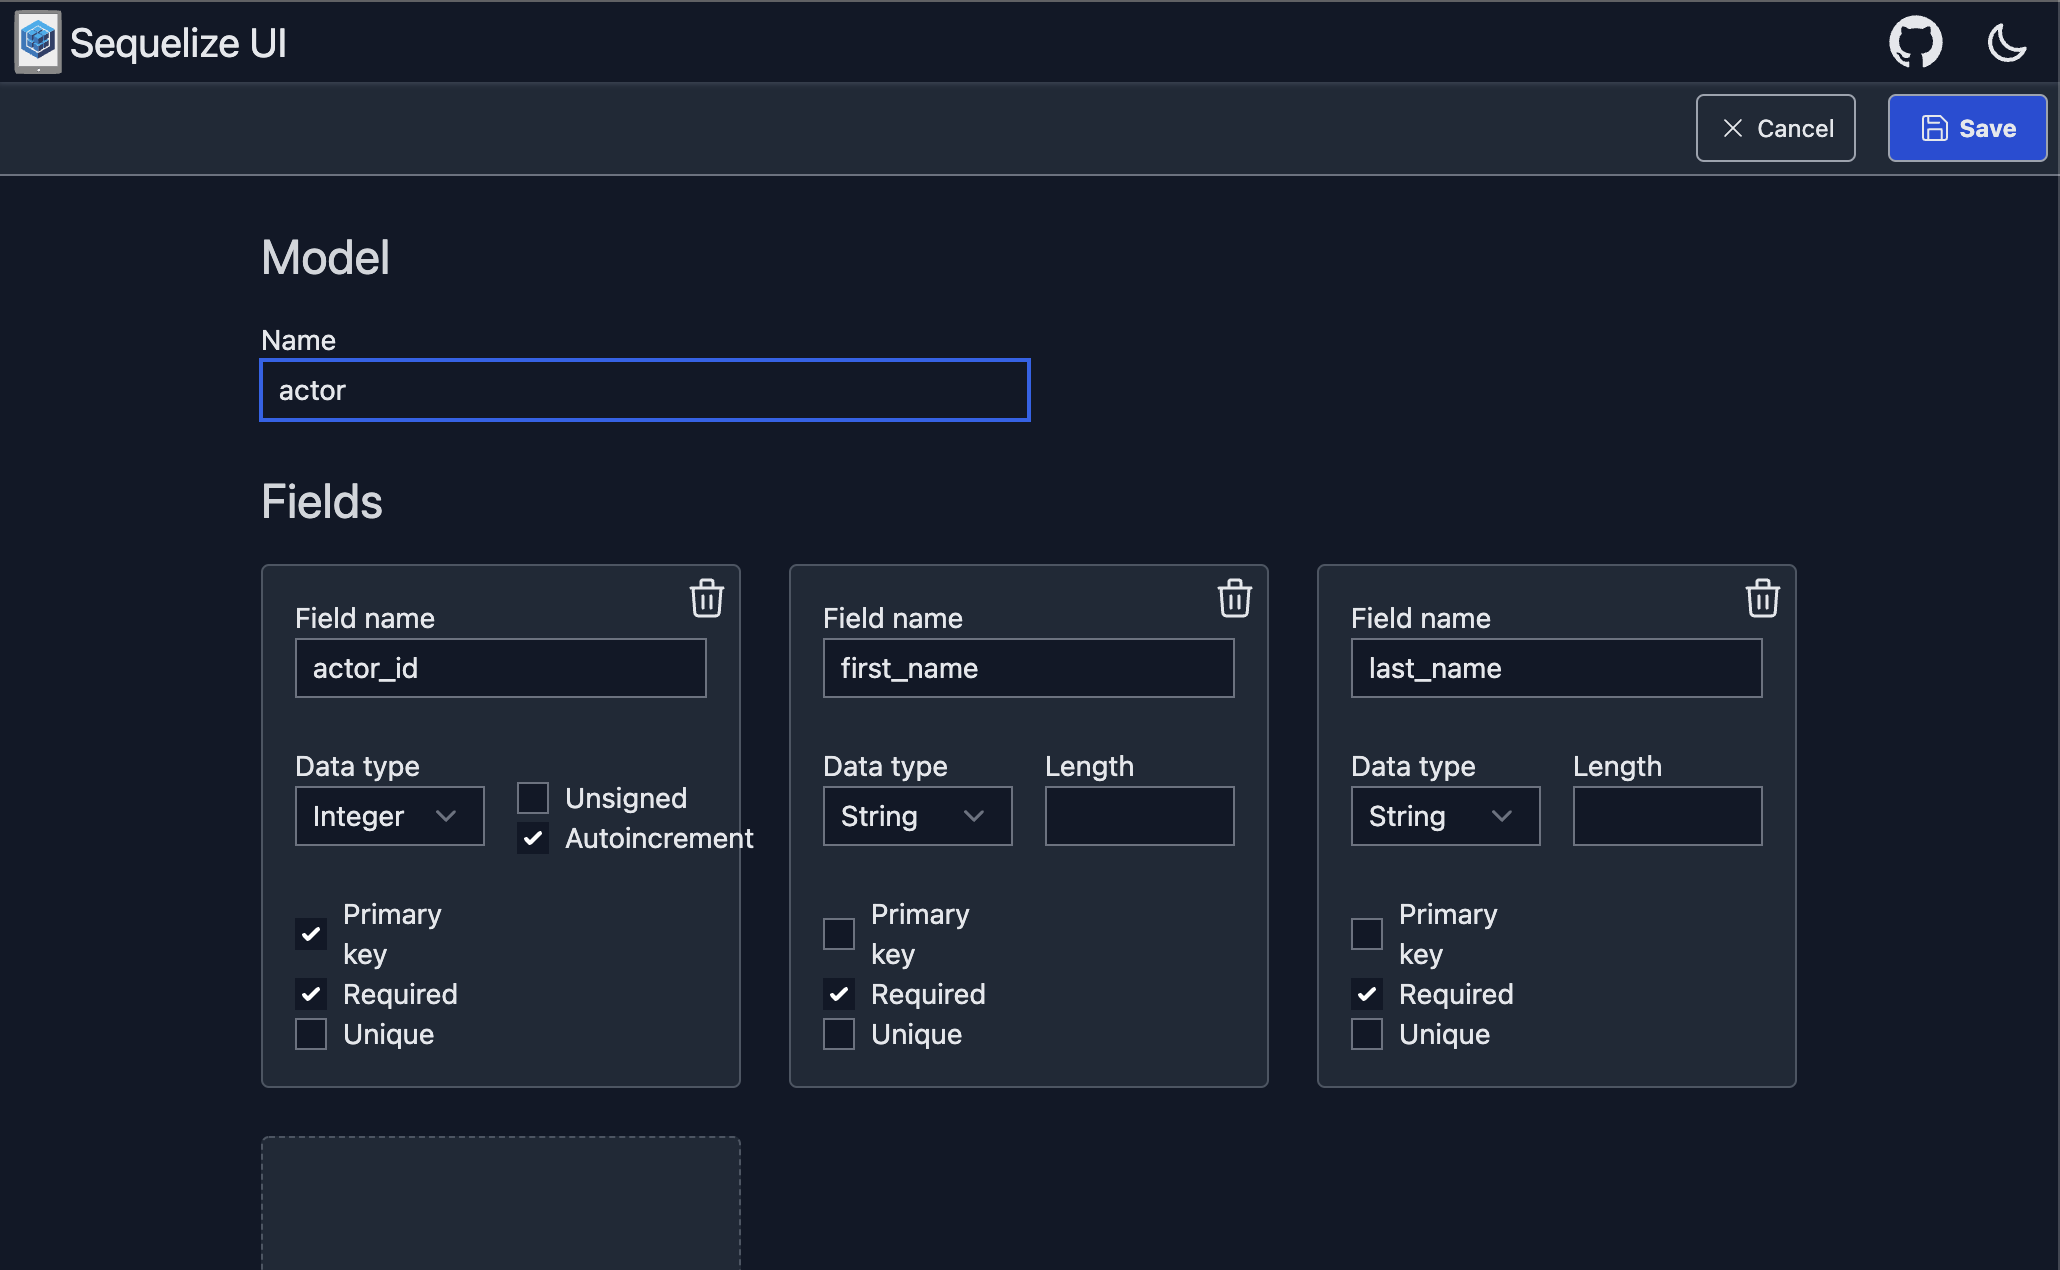 Sequelize UI
Cancel
Save
Model
Name
actor
Fields
Field name
actor_id
Data type
Integer
Unsigned
Autoincrement
Primary
key
Required
Unique
Field name
first_name
Data type
Length
String
Primary
key
Required
Unique
Field name
last_name
Data type
Length
String
Primary
key
Required
Unique